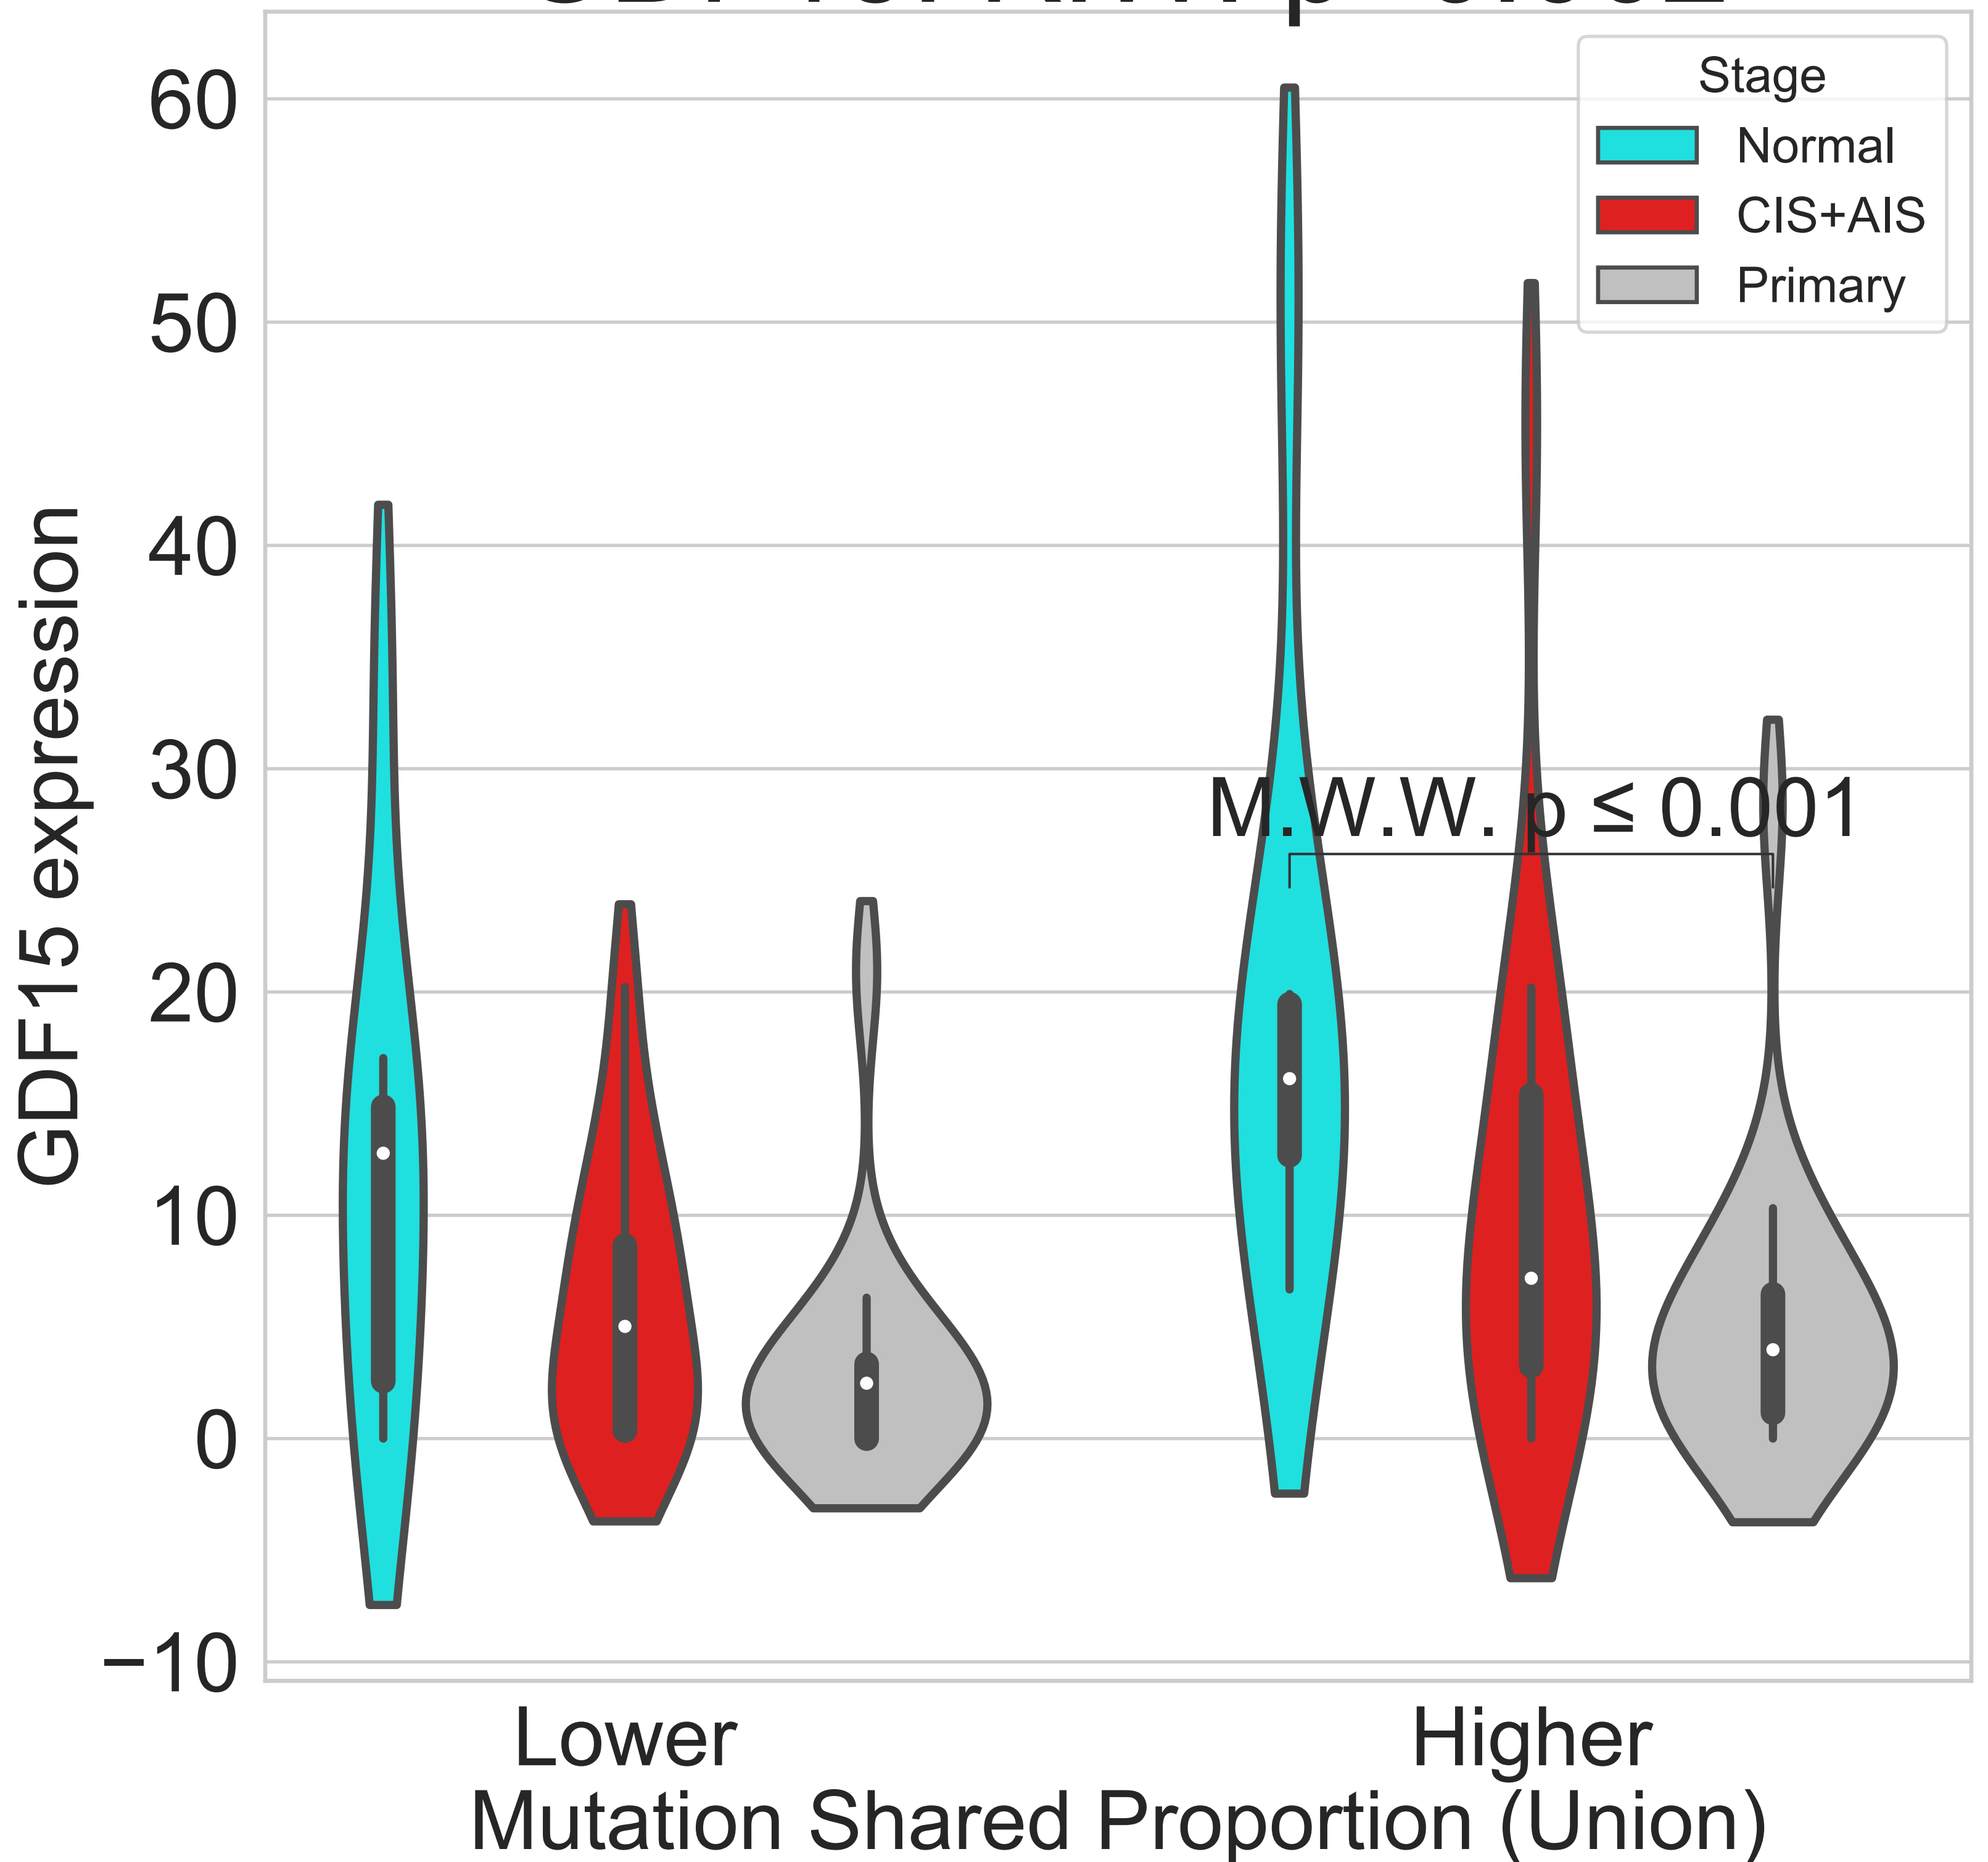 Stage
Normal
CIS+AIS
Primary
60
50
40
30
20
10
0
−10
GDF15 expression
M.W.W. p ≤ 0.001
Lower
Higher
Mutation Shared Proportion (Union)